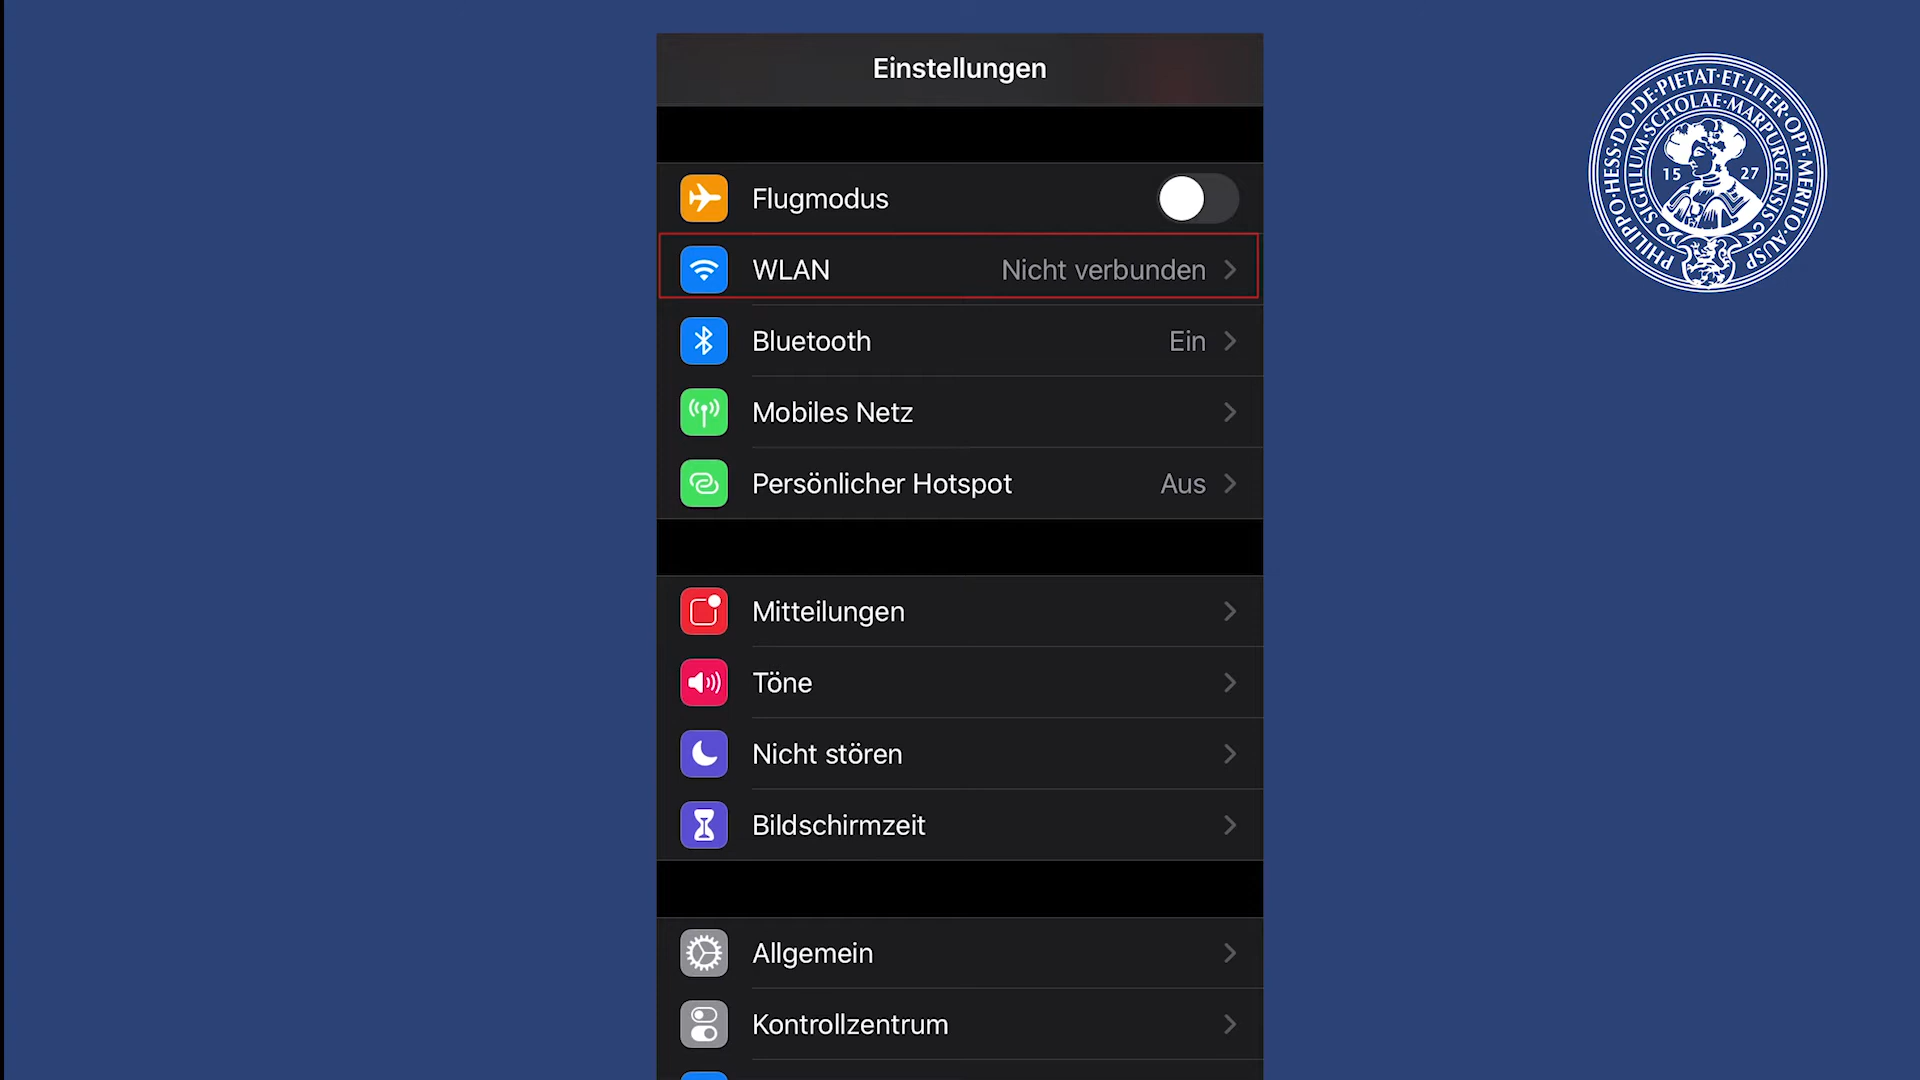 Einstellungen
Flugmodus
WLAN Nicht verbunden
Bluetooth Ein
Mobiles Netz
Persönlicher Hotspot Aus
Mitteilungen
Töne
Nicht stören
Bildschirmzeit
Allgemein
Kontrollzentrum
PHILIPPO·HESS·DO·DE·PIETAT·ET·LITER·OPT·MERITO·AUSP
SIGILLUM·SCHOLAE·MARPURGENSIS
15 27